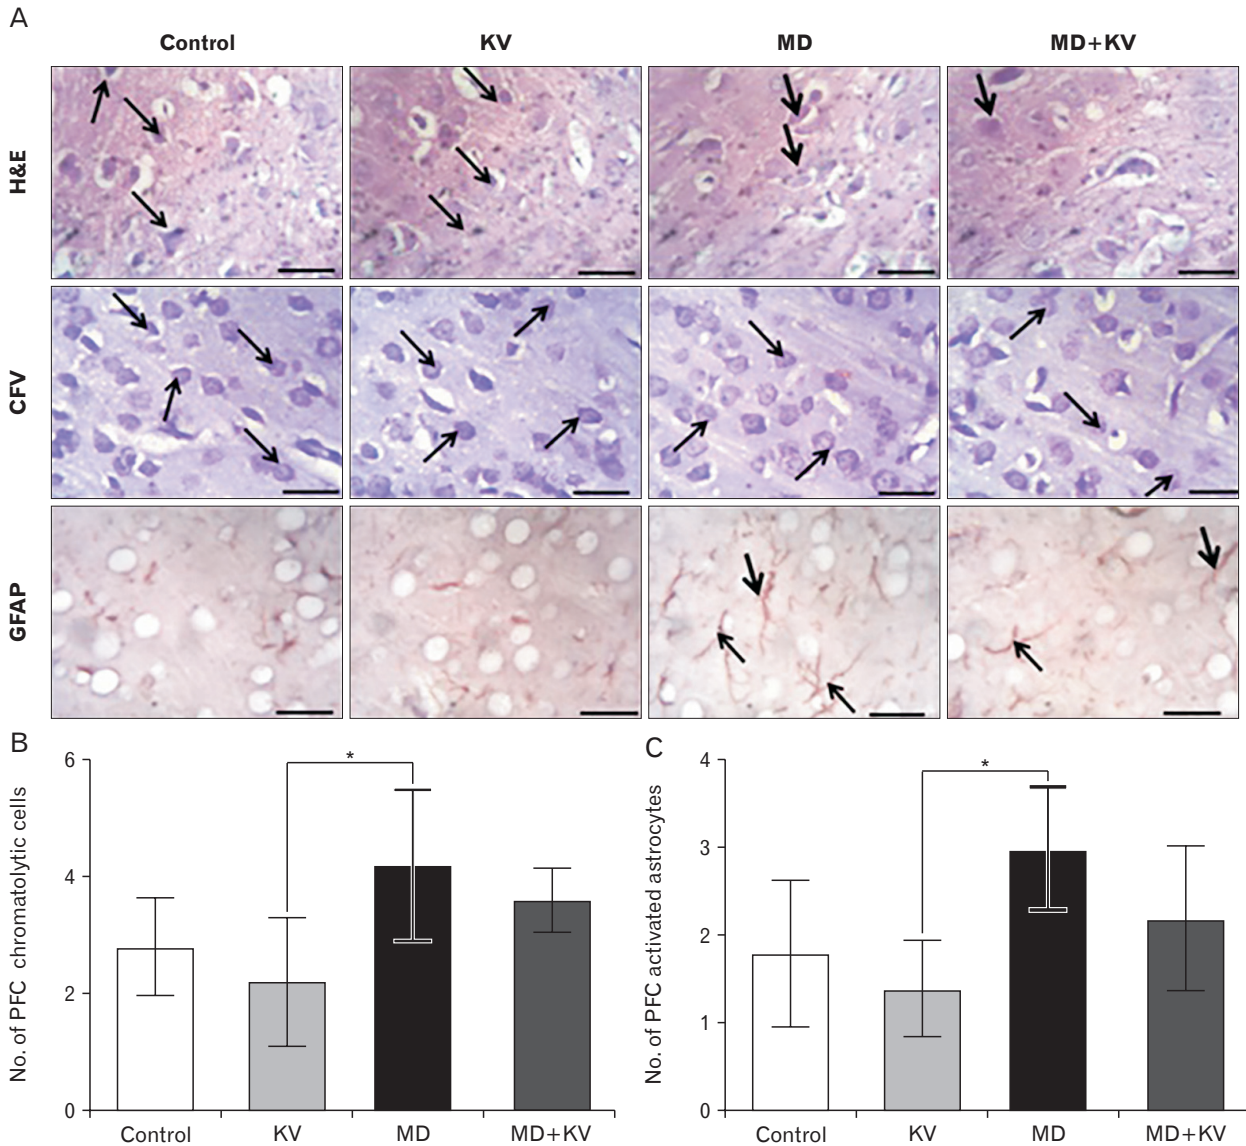 A
Control KV MD MD+KV
H&E
CFV
GFAP
B
No. of PFC chromatolytic cells
6
4
2
0
*
Control KV MD MD+KV
C
No. of PFC activated astrocytes
4
3
2
1
0
*
Control KV MD MD+KV